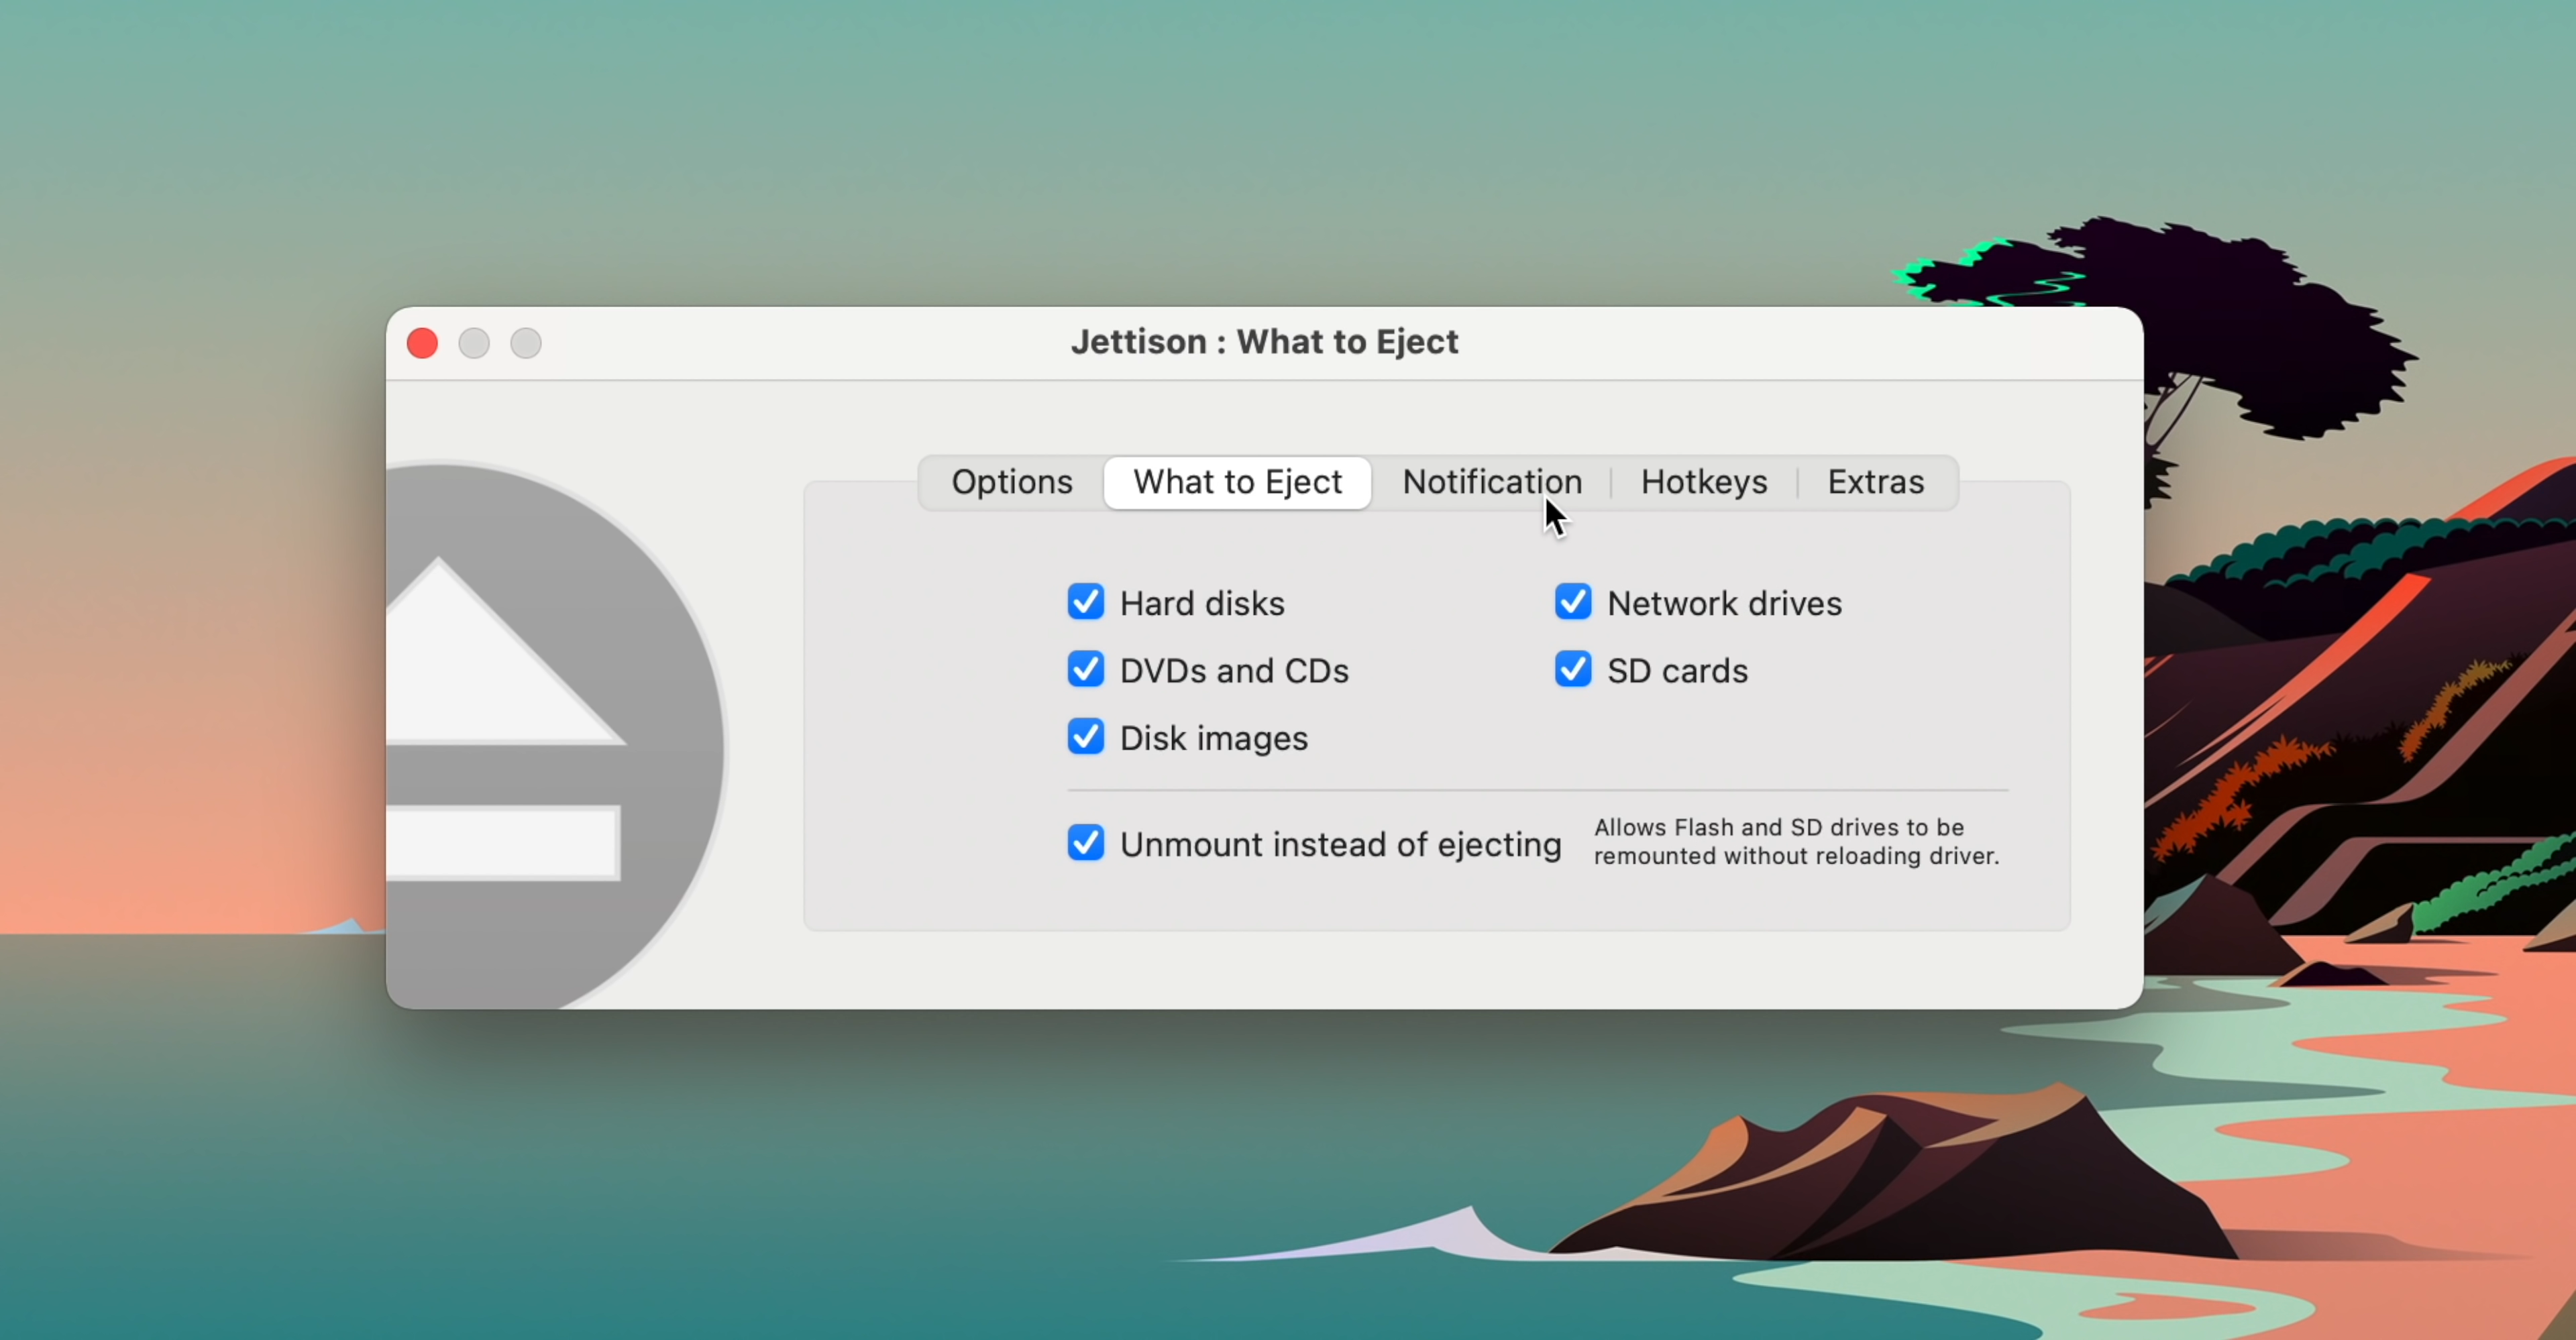 Jettison : What to Eject
Options What to Eject Notification Hotkeys Extras
Hard disks Network drives
DVDs and CDs SD cards
Disk images
Unmount instead of ejecting
Allows Flash and SD drives to be
remounted without reloading driver.